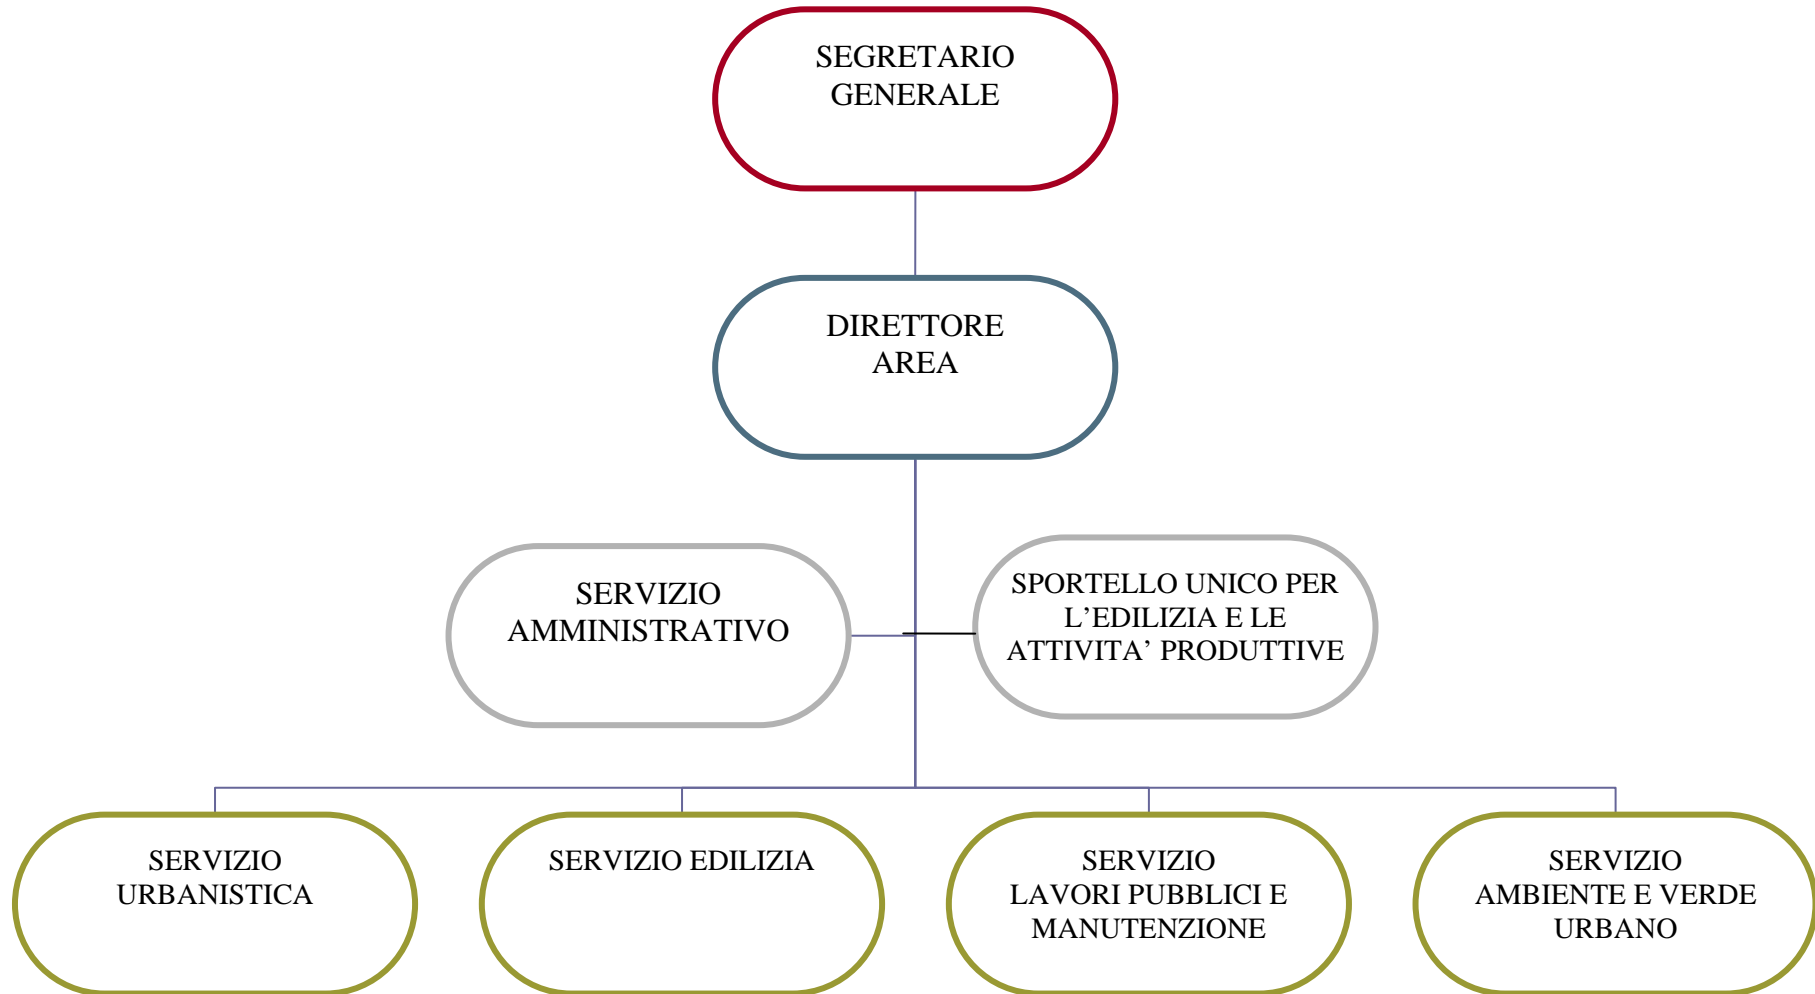 SEGRETARIO
GENERALE
DIRETTORE
AREA
SERVIZIO
AMMINISTRATIVO
SPORTELLO UNICO PER
L’EDILIZIA E LE
ATTIVITA’ PRODUTTIVE
SERVIZIO
URBANISTICA
SERVIZIO EDILIZIA
SERVIZIO
LAVORI PUBBLICI E
MANUTENZIONE
SERVIZIO
AMBIENTE E VERDE
URBANO